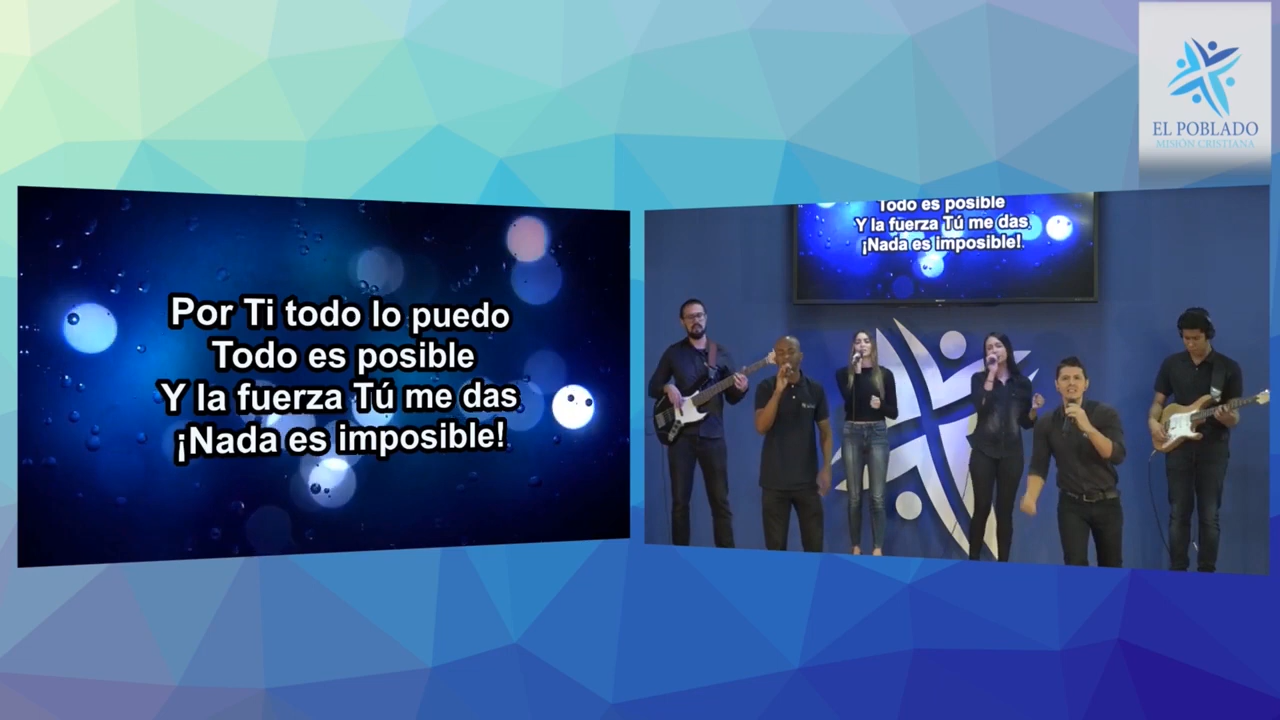 EL POBLADO
MISIÓN CRISTIANA
Por Ti todo lo puedo
Todo es posible
Y la fuerza Tú me das
¡Nada es imposible!
Todo es posible
Y la fuerza Tú me das
¡Nada es imposible!